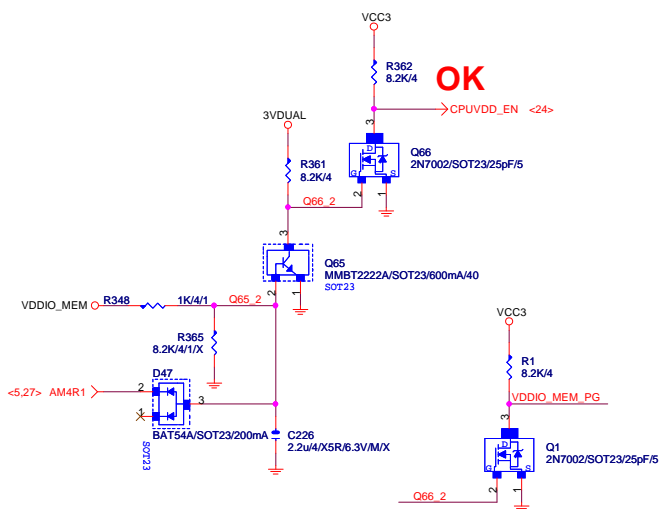 VCC3
R362
8.2K/4
OK
CPUVDD_EN <24>
3
D
G
S
Q66
2N7002/SOT23/25pF/5
2
1
3VDUAL
R361
8.2K/4
Q66_2
3
Q65
MMBT2222A/SOT23/600mA/40
SOT23
2
1
VDDIO_MEM
R348
1K/4/1
Q65_2
R365
8.2K/4/1/X
D47
<5,27> AM4R1
2
1
3
BAT54A/SOT23/200mA
SOT23
C226
2.2u/4/X5R/6.3V/M/X
VCC3
R1
8.2K/4
VDDIO_MEM_PG
3
D
G
S
Q1
2N7002/SOT23/25pF/5
Q66_2
2
1